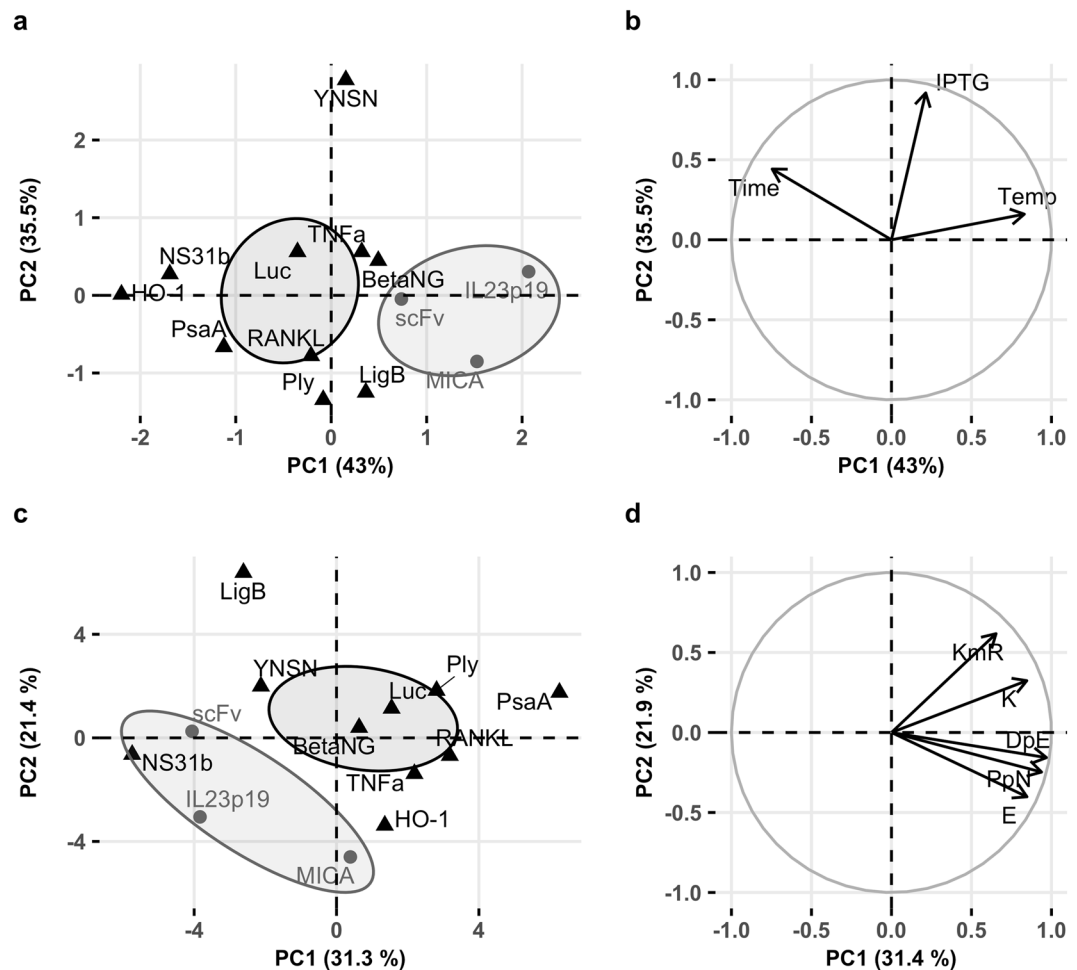 a
YNSN
2
1
0
-1
TNFa
NS31b
Luc
BetaNG
IL23p19
HO-1
scFv
PsaA
RANKL
Ply
LigB
MICA
-2
-1
0
1
2
PC1 (43%)
PC2 (35.5%)
b
1.0
0.5
0.0
-0.5
-1.0
IPTG
Time
Temp
-1.0
-0.5
0.0
0.5
1.0
PC1 (43%)
PC2 (35.5%)
c
4
0
-4
LigB
YNSN
Ply
Luc
PsaA
scFv
BetaNG
RANKL
NS31b
TNFa
IL23p19
HO-1
MICA
-4
0
4
PC1 (31.3 %)
PC2 (21.4 %)
d
1.0
0.5
0.0
-0.5
-1.0
KmR
K
DpE
PpN
E
-1.0
-0.5
0.0
0.5
1.0
PC1 (31.4 %)
PC2 (21.9 %)